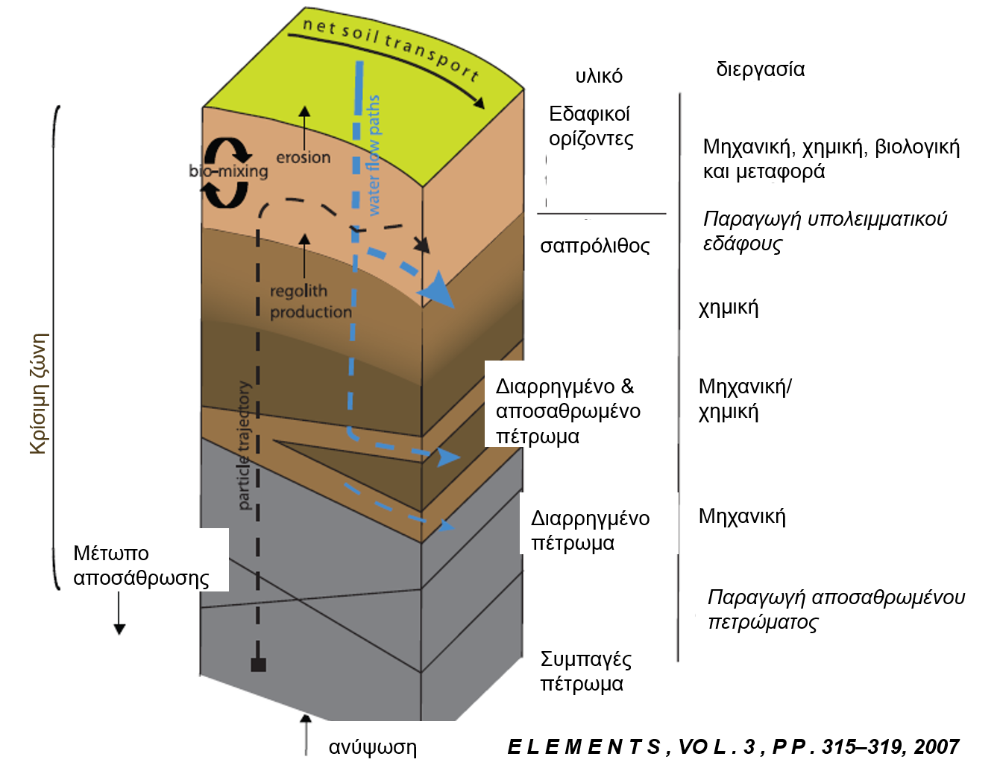 net soil transport
υλικό
διεργασία
Εδαφικοί
ορίζοντες
water flow paths
erosion
bio-mixing
Μηχανική, χημική, βιολογική
και μεταφορά
Παραγωγή υπολειμματικού
εδάφους
σαπρόλιθος
regolith
production
χημική
Κρίσιμη ζώνη
particle trajectory
Διαρρηγμένο &
αποσαθρωμένο
πέτρωμα
Μηχανική/
χημική
Διαρρηγμένο
πέτρωμα
Μηχανική
Μέτωπο
αποσάθρωσης
Παραγωγή αποσαθρωμένου
πετρώματος
Συμπαγές
πέτρωμα
ανύψωση
E L E M E N T S , VO L . 3 , P P . 315–319, 2007